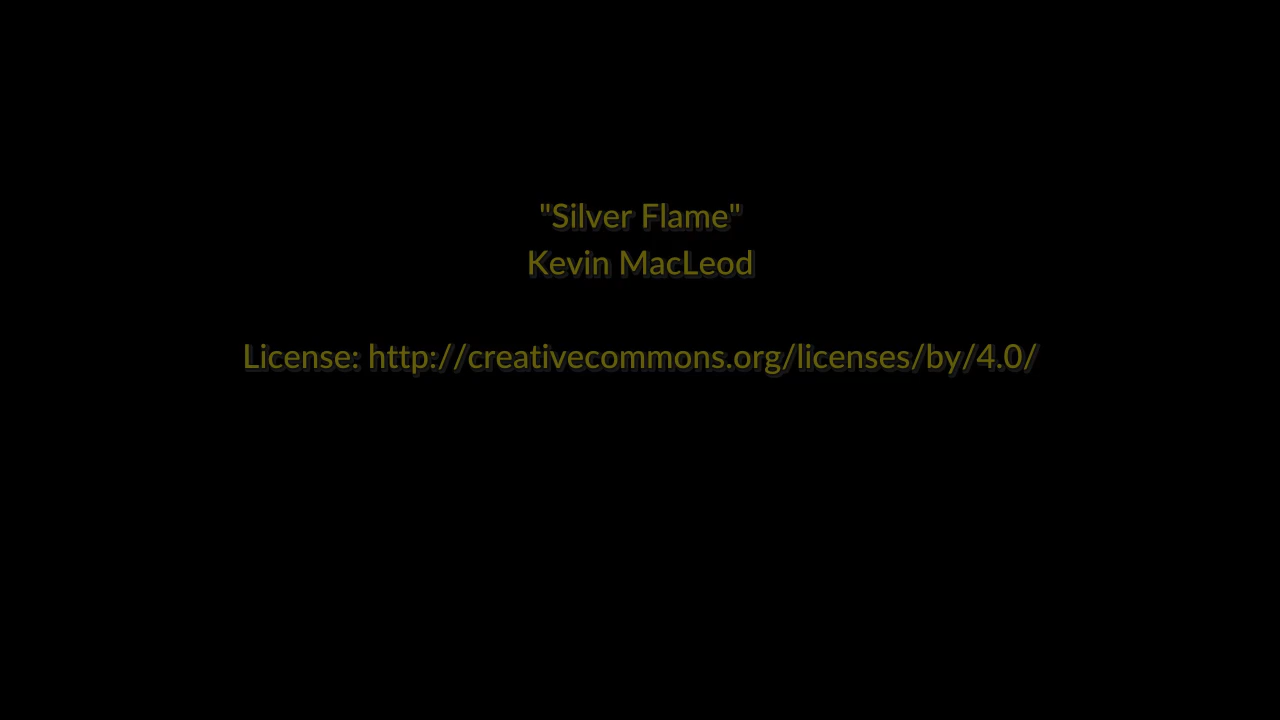 "Silver Flame"
Kevin MacLeod
License: http://creativecommons.org/licenses/by/4.0/